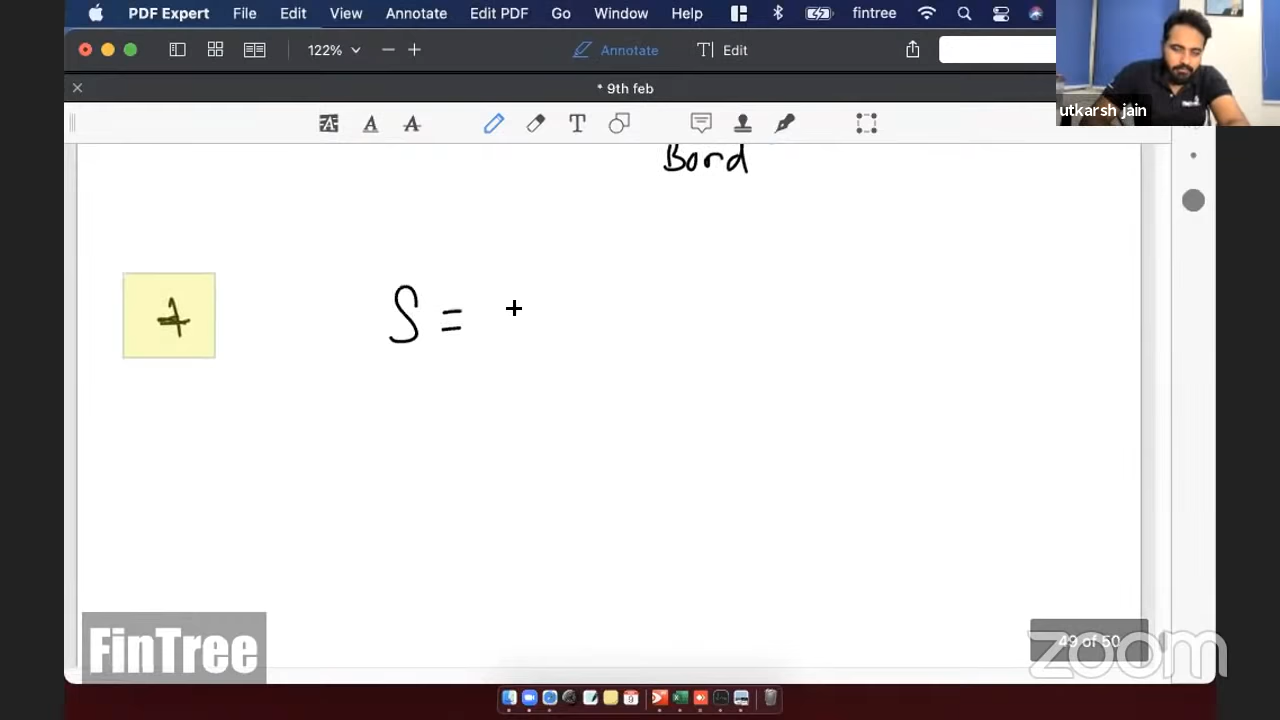 PDF Expert File Edit View Annotate Edit PDF Go Window Help fintree
122% Annotate T Edit
utkarsh jain
* 9th feb
Bord
S =
FinTree
49 of 50
zoom